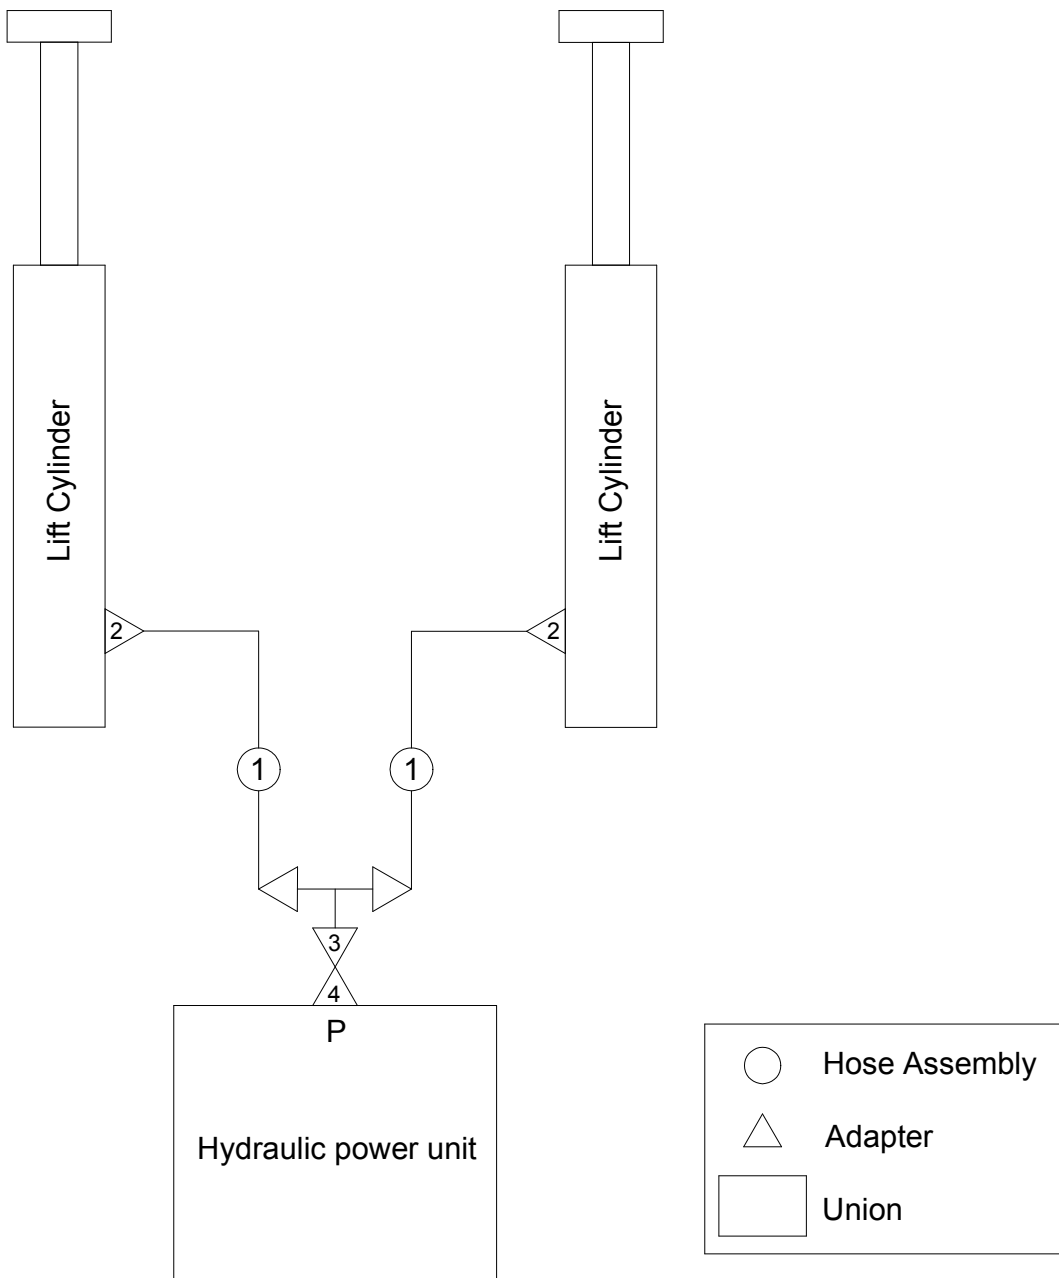 Lift Cylinder
Lift Cylinder
2
2
1
1
3
4
P
Hydraulic power unit
Hose Assembly
Adapter
Union